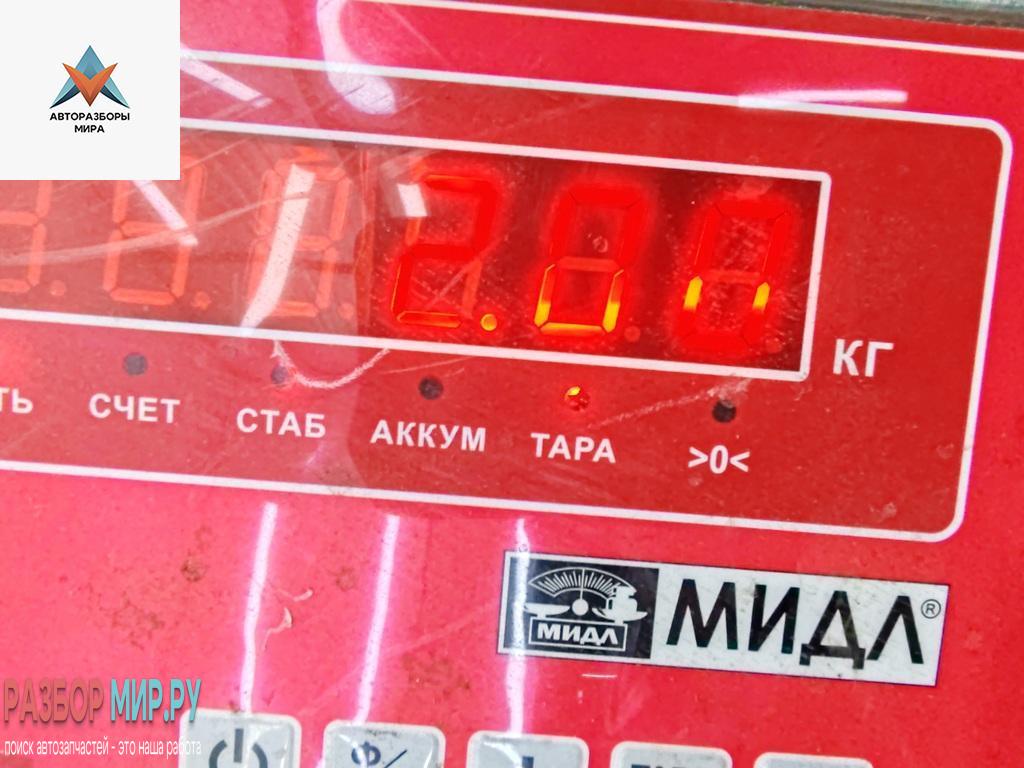 АВТОРАЗБОРЫ
МИРА
2.00
КГ
ТЬ СЧЕТ СТАБ АККУМ ТАРА >0<
МИДЛ МИДЛ®
РАЗБОР МИР.РУ
поиск автозапчастей - это наша работа